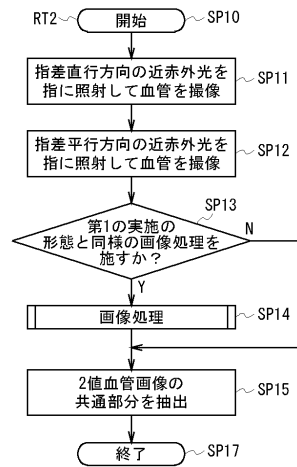 RT2 開始 SP10
指差直行方向の近赤外光を
指に照射して血管を撮像 SP11
指差平行方向の近赤外光を
指に照射して血管を撮像 SP12
SP13
第1の実施の
形態と同様の画像処理を
施すか？
N
Y
画像処理 SP14
2値血管画像の
共通部分を抽出 SP15
終了 SP17